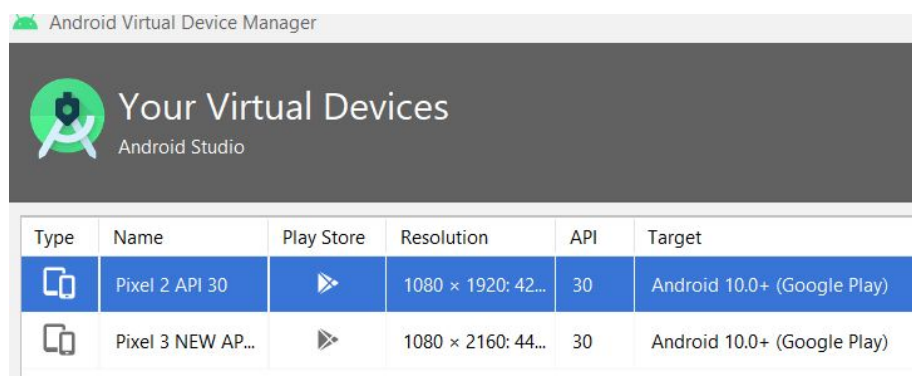 Android Virtual Device Manager
Your Virtual Devices
Android Studio
Type Name Play Store Resolution API Target
Pixel 2 API 30 1080 × 1920: 42... 30 Android 10.0+ (Google Play)
Pixel 3 NEW AP... 1080 × 2160: 44... 30 Android 10.0+ (Google Play)